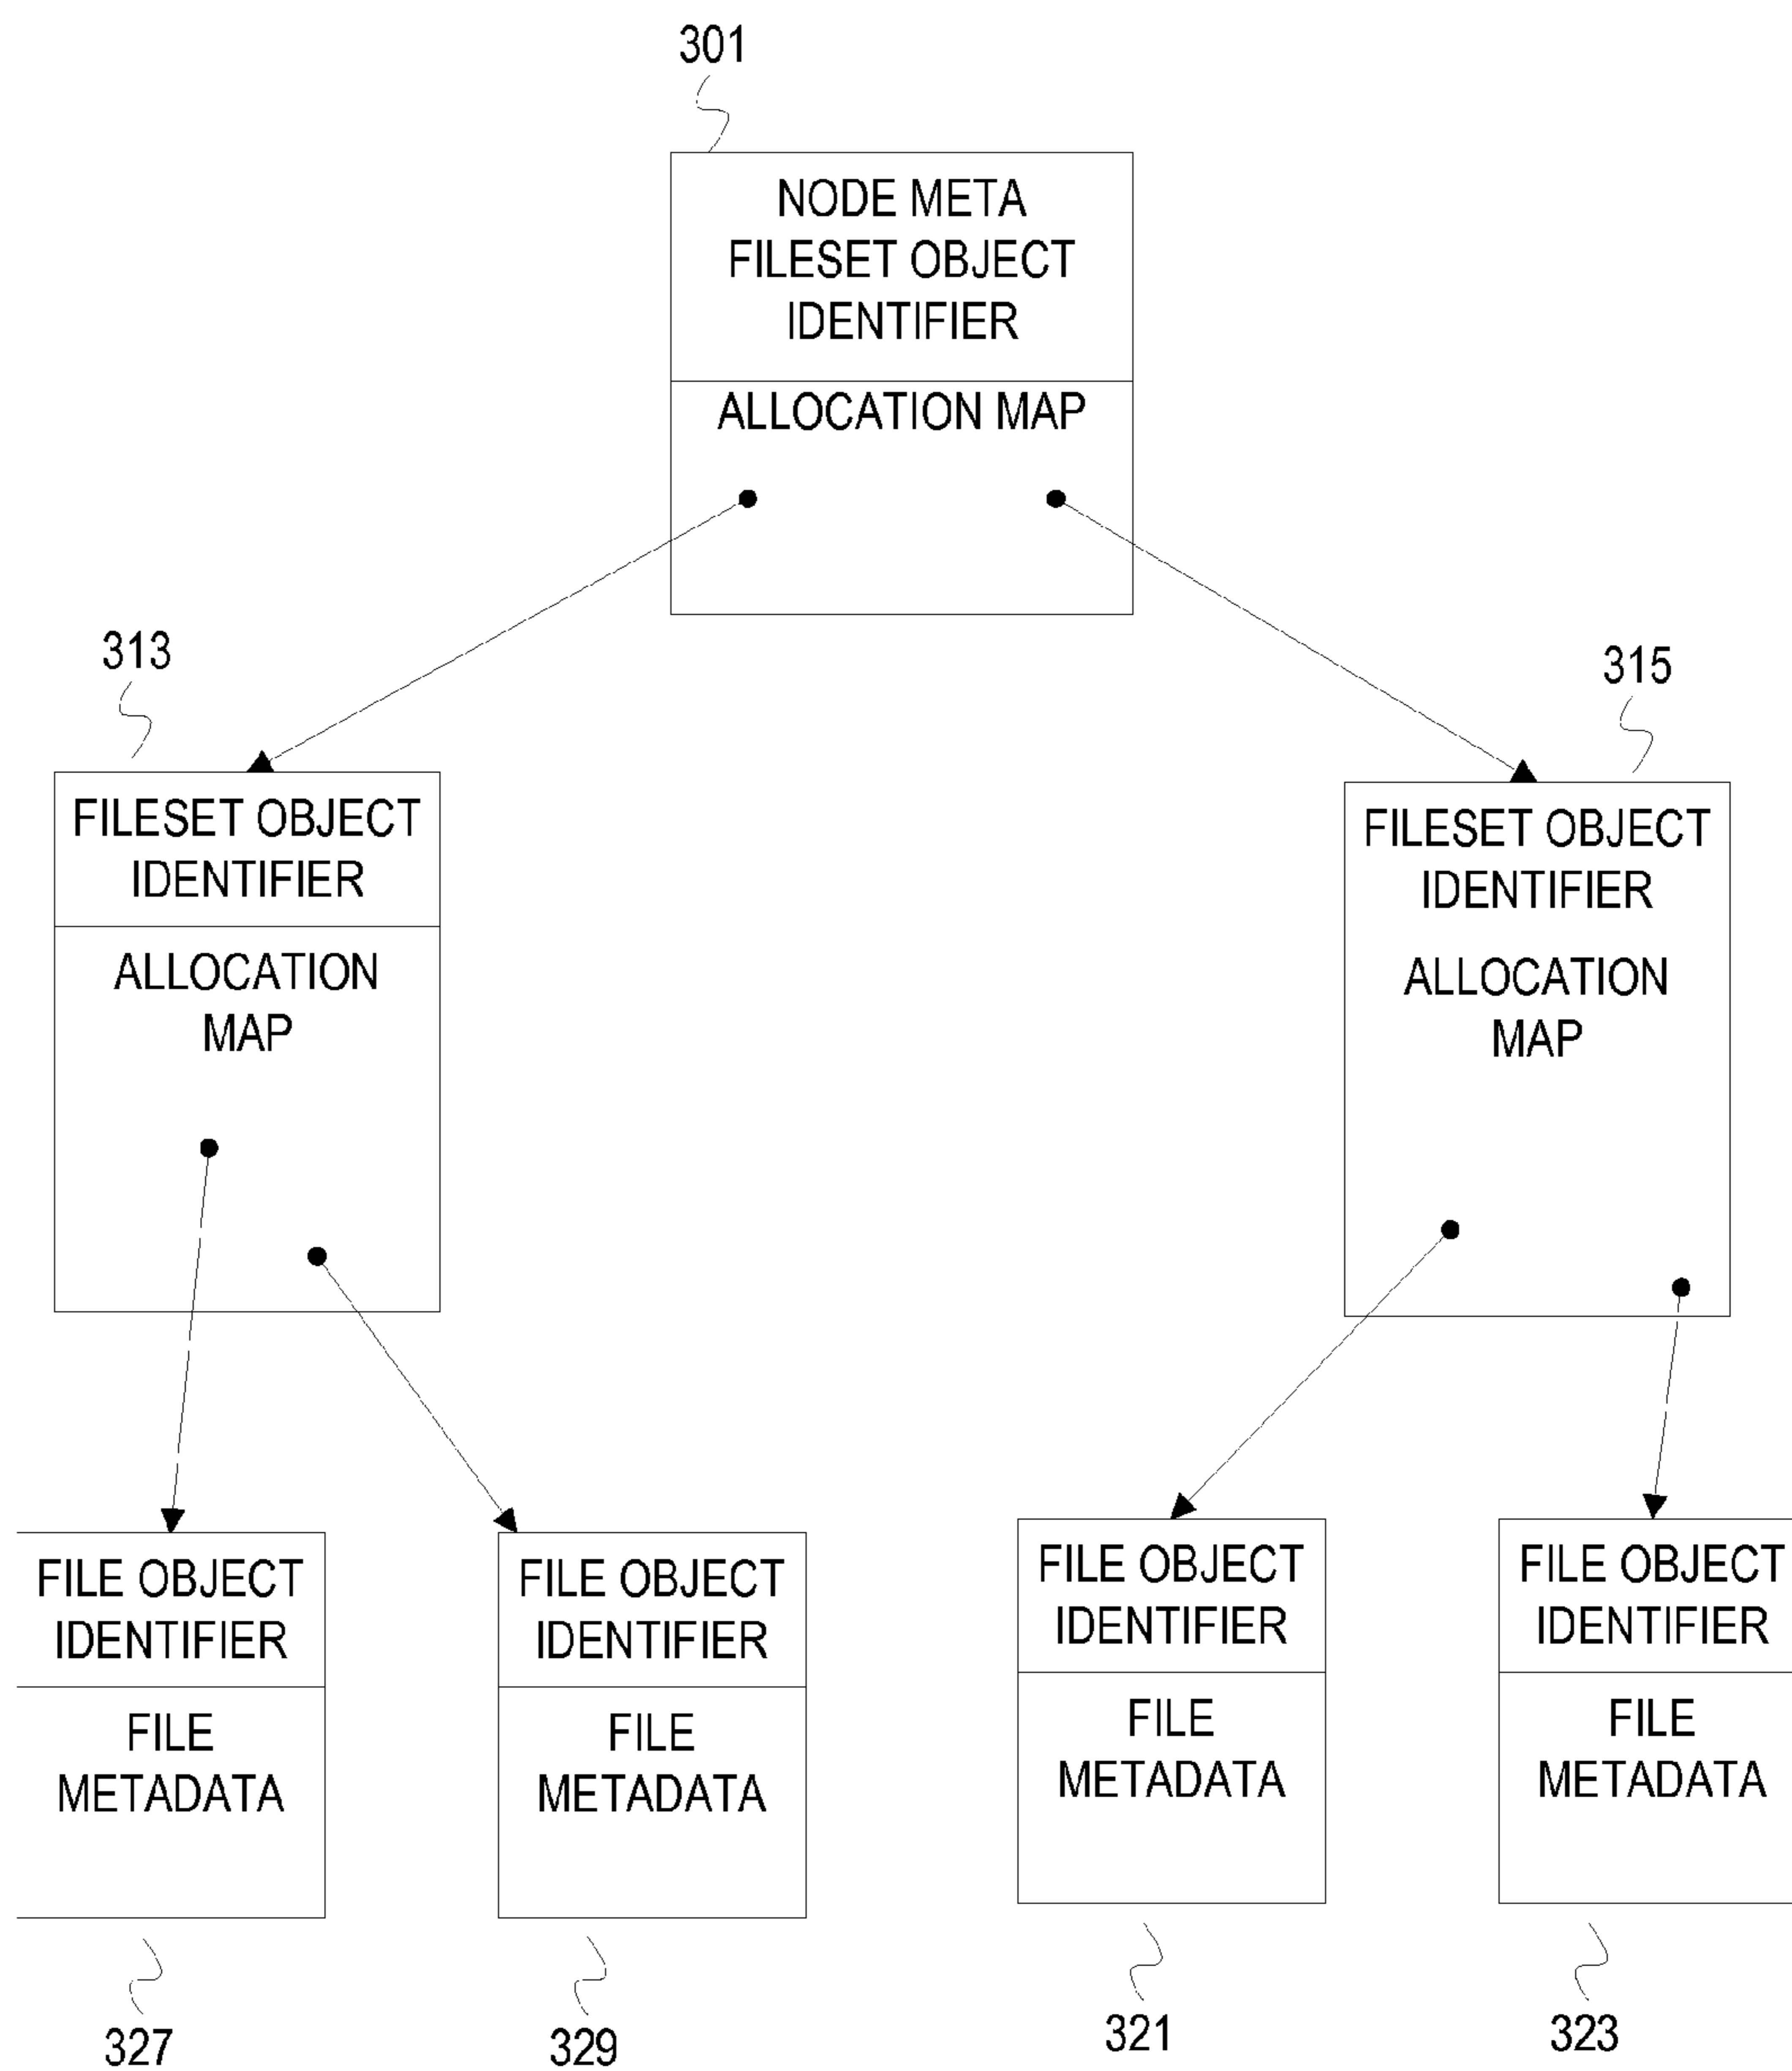 301
NODE META
FILESET OBJECT
IDENTIFIER
ALLOCATION MAP
313
315
FILESET OBJECT
IDENTIFIER
ALLOCATION
MAP
FILESET OBJECT
IDENTIFIER
ALLOCATION
MAP
FILE OBJECT
IDENTIFIER
FILE
METADATA
FILE OBJECT
IDENTIFIER
FILE
METADATA
FILE OBJECT
IDENTIFIER
FILE
METADATA
FILE OBJECT
IDENTIFIER
FILE
METADATA
327
329
321
323